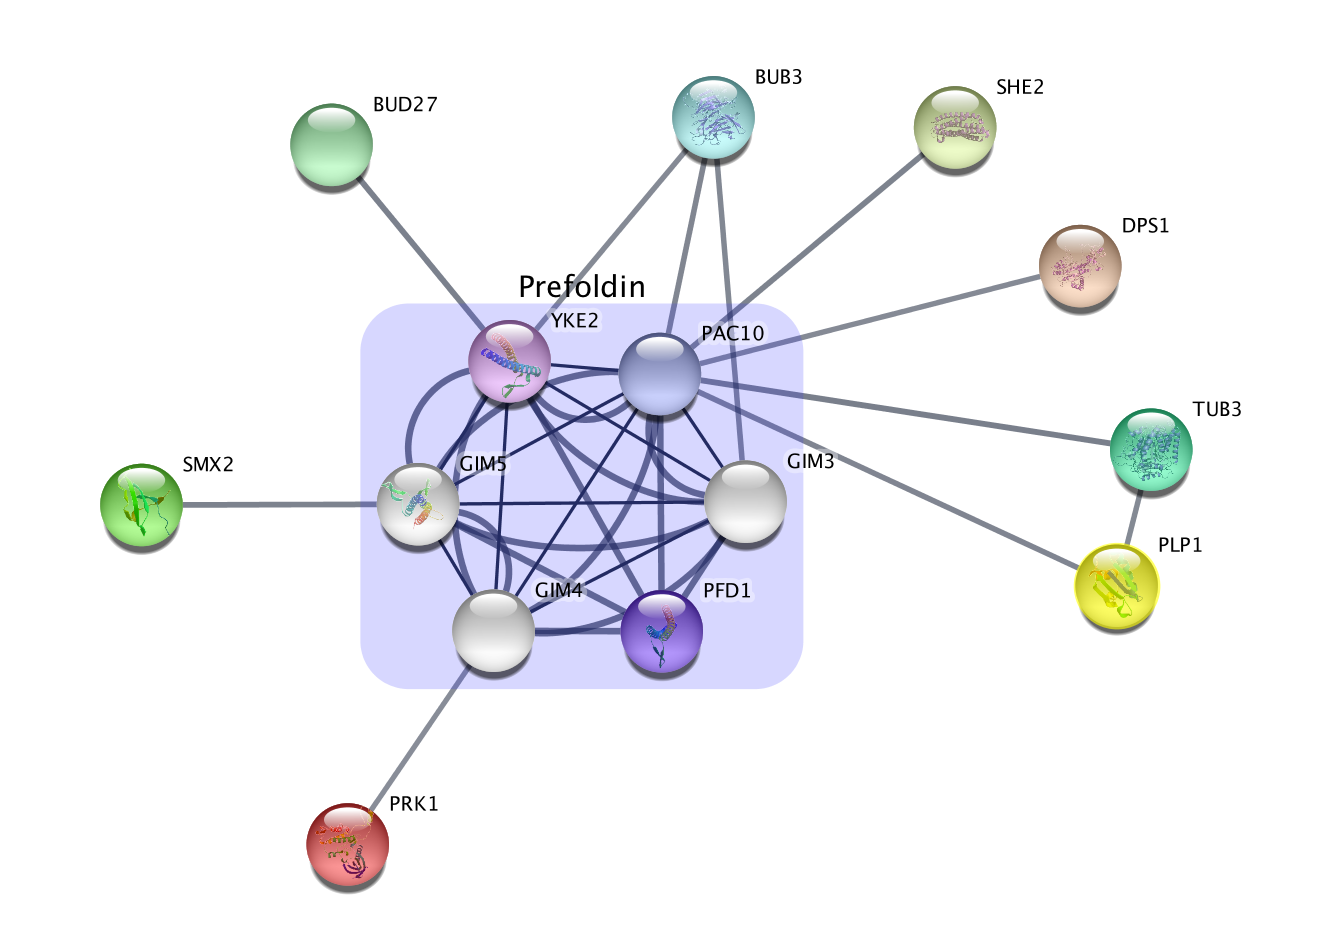 BUB3
SHE2
BUD27
DPS1
Prefoldin
YKE2
PAC10
TUB3
SMX2
GIM5
GIM3
PLP1
GIM4
PFD1
PRK1